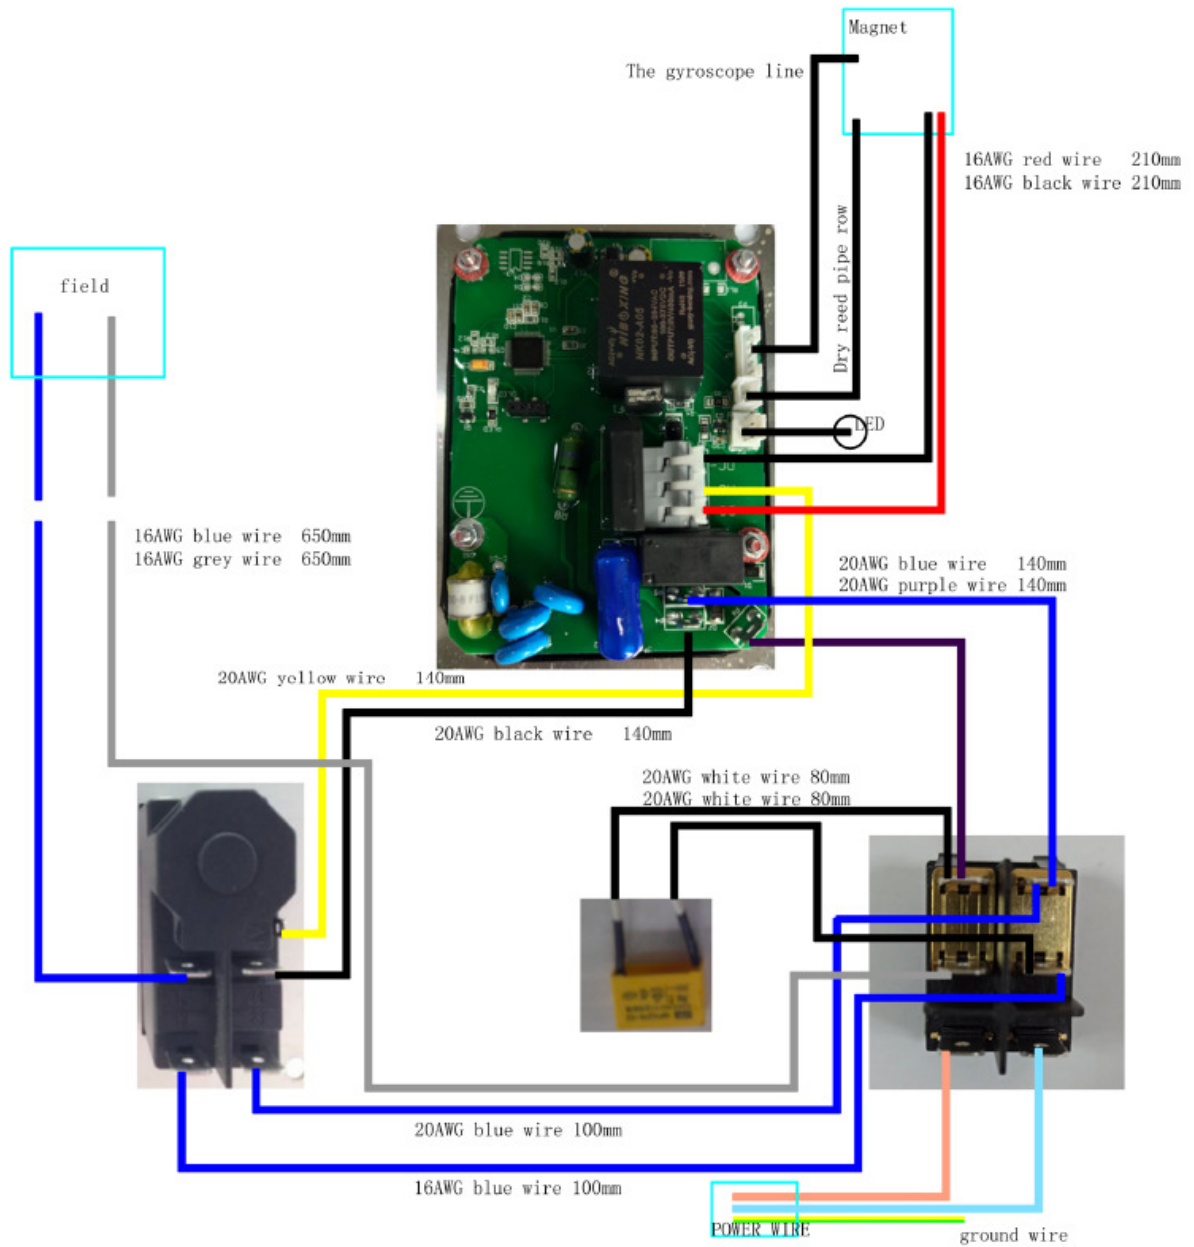 Magnet
The gyroscope line
16AWG red wire 210mm
16AWG black wire 210mm
Dry reed pipe row
field
HK02-A05
LED
DC-
16AWG blue wire 650mm
16AWG grey wire 650mm
20AWG blue wire 140mm
20AWG purple wire 140mm
20AWG yellow wire 140mm
20AWG black wire 140mm
20AWG white wire 80mm
20AWG white wire 80mm
20AWG blue wire 100mm
16AWG blue wire 100mm
POWER WIRE
ground wire